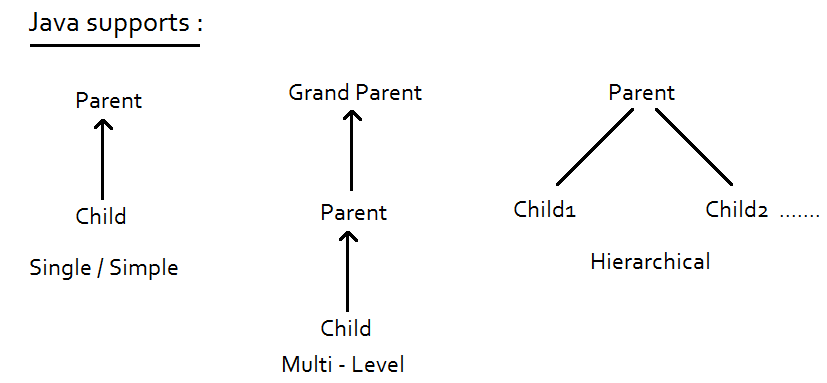 Java supports :
Parent
Child
Single / Simple
Grand Parent
Parent
Child
Multi - Level
Parent
Child1
Child2 .......
Hierarchical